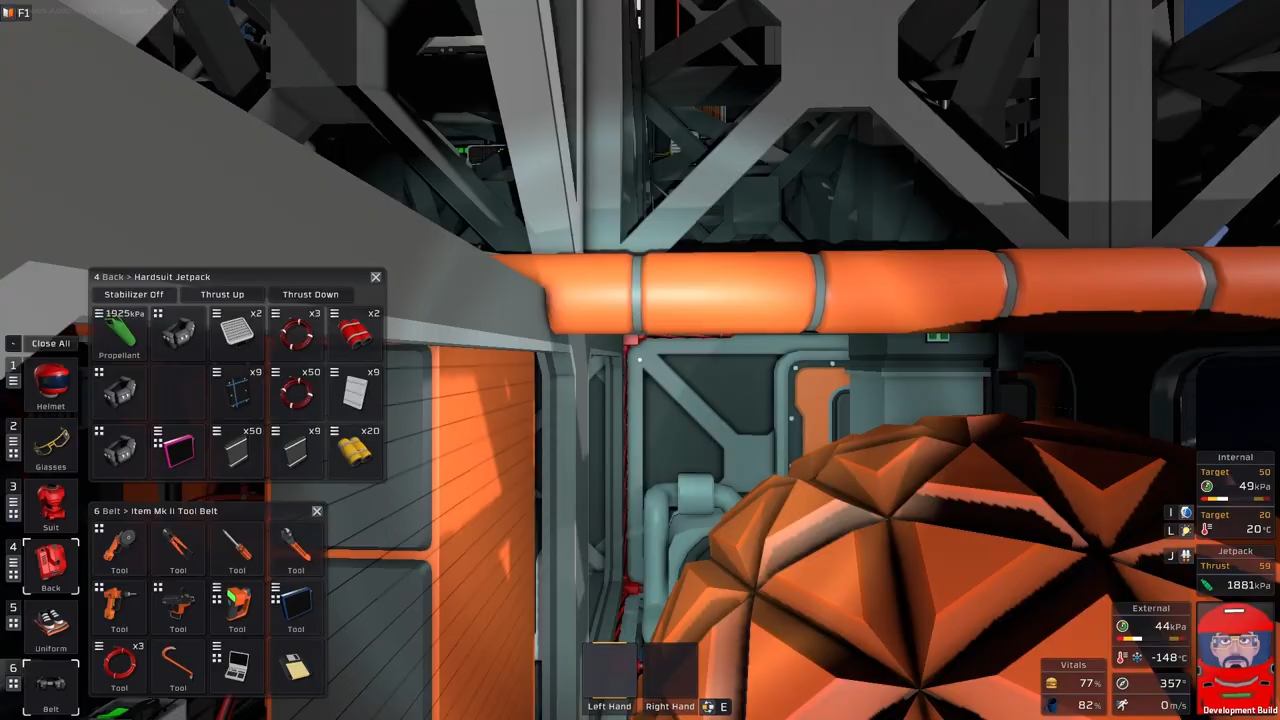 F1
4 Back > Hardsuit Jetpack
Stabilizer Off
Thrust Up
Thrust Down
1925kPa
x2
x3
x2
Propellant
x9
x50
x9
x50
x9
x20
Close All
1
Helmet
2
Glasses
3
Suit
4
Back
5
Uniform
6
Belt
6 Belt > Item Mk II Tool Belt
Tool
Tool
Tool
Tool
Tool
Tool
Tool
Tool
x3
Tool
Tool
Left Hand
Right Hand
E
Internal
Target 50
49kPa
Target 20
20°C
I
L
J
Jetpack
Thrust 59
1881kPa
External
44kPa
-148°C
357°
0m/s
Vitals
77%
82%
Development Build